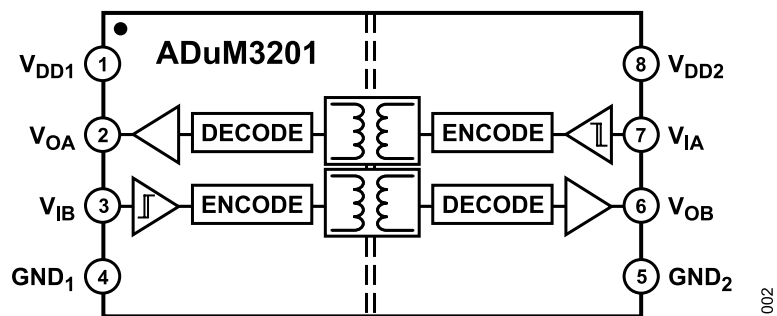 ADuM3201
VDD1 1
8 VDD2
VOA 2 DECODE ENCODE 7 VIA
VIB 3 ENCODE DECODE 6 VOB
GND1 4
5 GND2
002